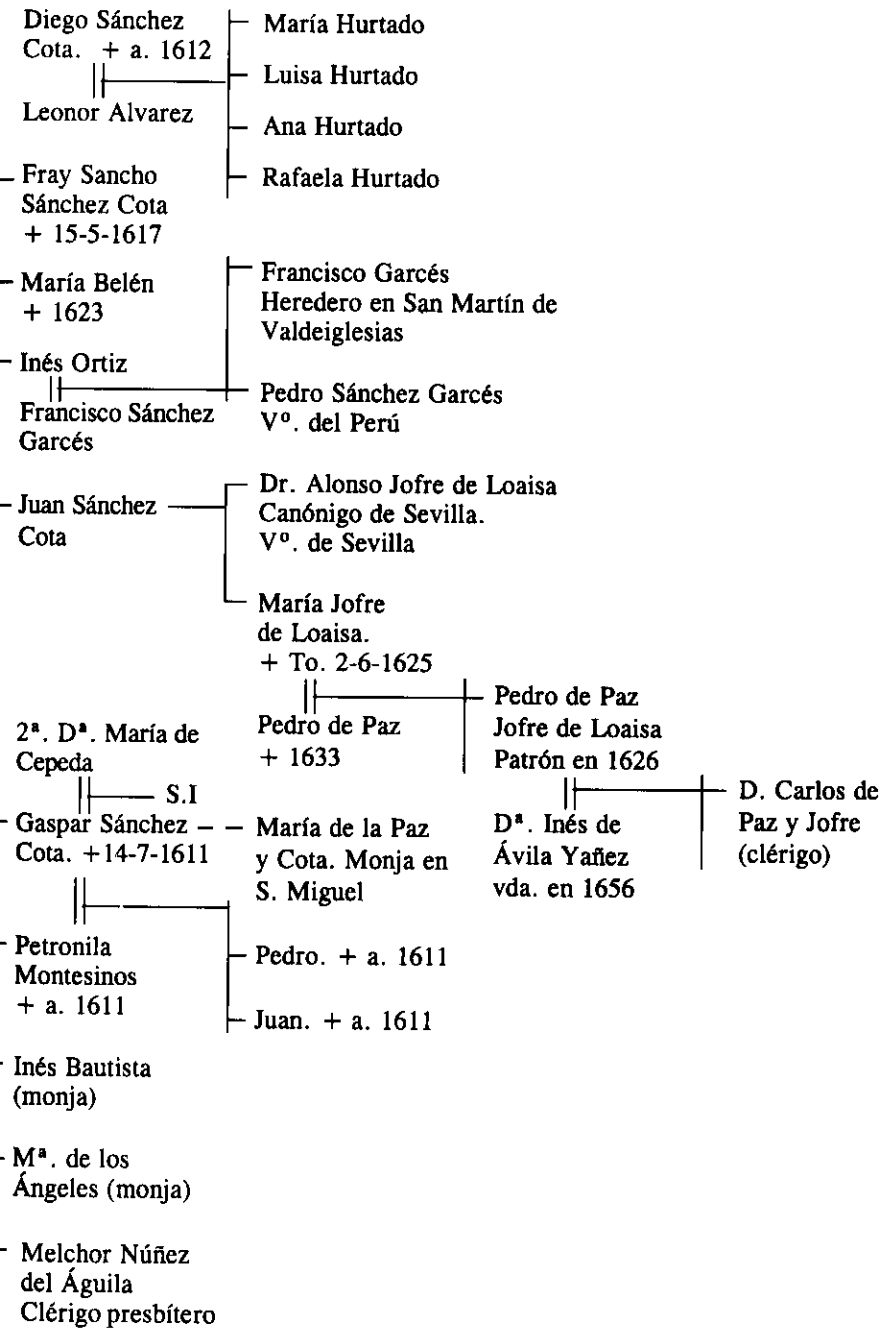 Diego Sánchez
Cota. + a. 1612
Leonor Alvarez
María Hurtado
Luisa Hurtado
Ana Hurtado
Rafaela Hurtado
Fray Sancho
Sánchez Cota
+ 15-5-1617
María Belén
+ 1623
Inés Ortiz
Francisco Sánchez
Garcés
Francisco Garcés
Heredero en San Martín de
Valdeiglesias
Pedro Sánchez Garcés
Vº. del Perú
Juan Sánchez
Cota
Dr. Alonso Jofre de Loaisa
Canónigo de Sevilla.
Vº. de Sevilla
María Jofre
de Loaisa.
+ To. 2-6-1625
Pedro de Paz
+ 1633
Pedro de Paz
Jofre de Loaisa
Patrón en 1626
Dª. Inés de
Ávila Yañez
vda. en 1656
D. Carlos de
Paz y Jofre
(clérigo)
2ª. Dª. María de
Cepeda
S.I
Gaspar Sánchez
Cota. +14-7-1611
María de la Paz
y Cota. Monja en
S. Miguel
Petronila
Montesinos
+ a. 1611
Pedro. + a. 1611
Juan. + a. 1611
Inés Bautista
(monja)
Mª. de los
Ángeles (monja)
Melchor Núñez
del Águila
Clérigo presbítero